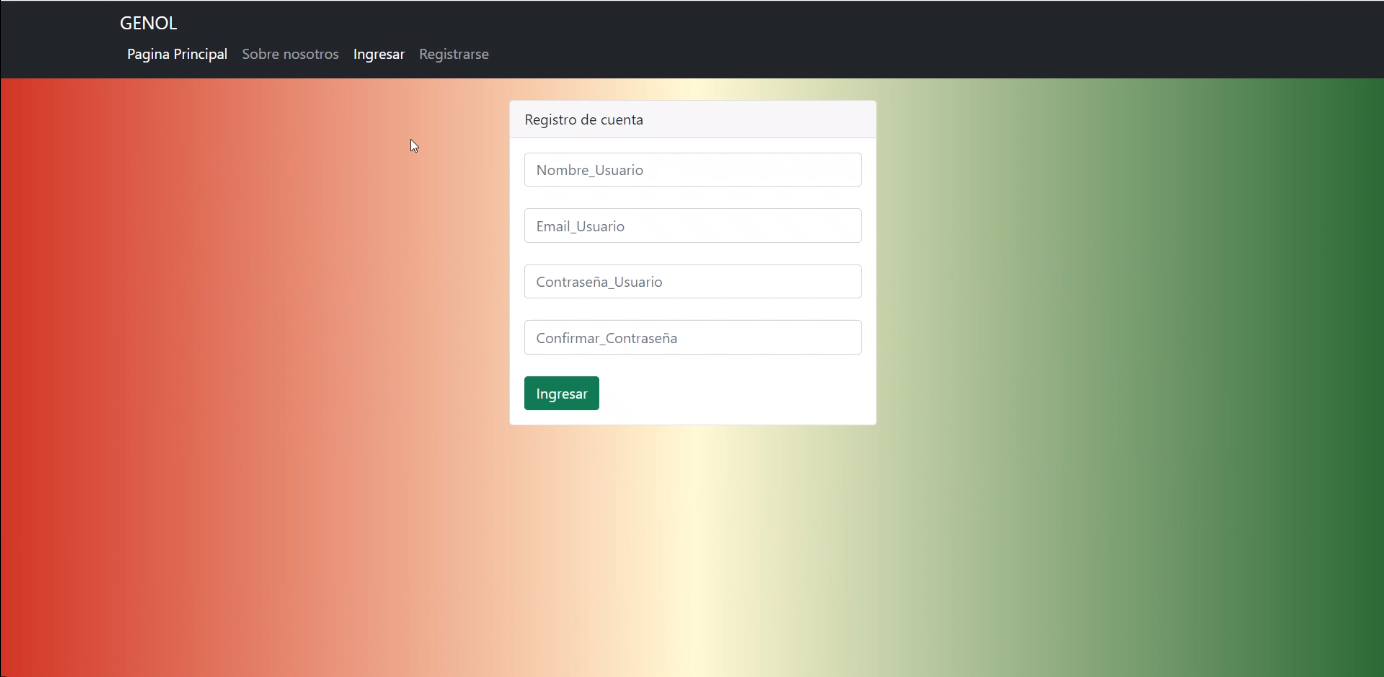 GENOL
Pagina Principal Sobre nosotros Ingresar Registrarse
Registro de cuenta
Nombre_Usuario
Email_Usuario
Contraseña_Usuario
Confirmar_Contraseña
Ingresar